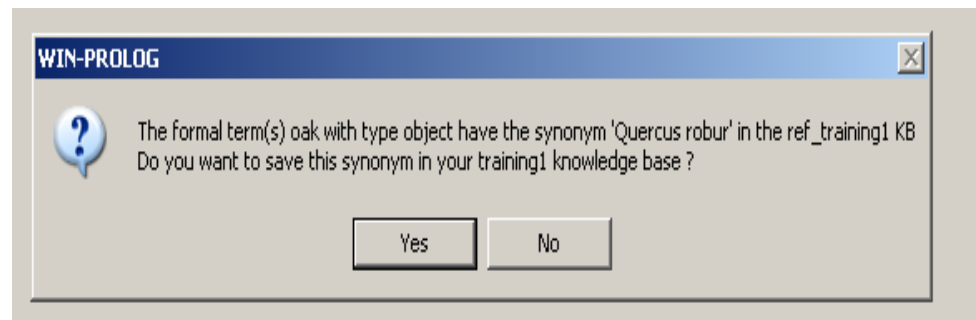 WIN-PROLOG
The formal term(s) oak with type object have the synonym 'Quercus robur' in the ref_training1 KB
Do you want to save this synonym in your training1 knowledge base ?
Yes No